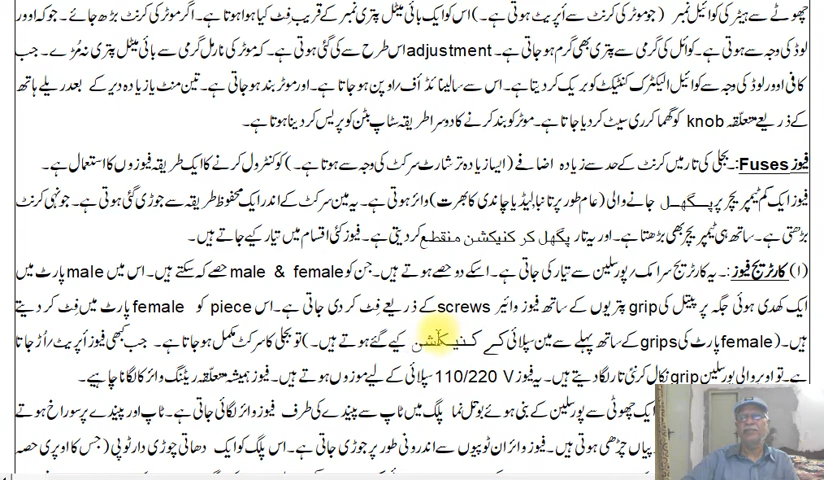 چھوٹے سے ہیٹر کی کوائیل نمبر (جو موٹر کی کرنٹ سے آپریٹ ہوتی ہے۔) اس کو ایک بائی میٹل پتری نمبر کے قریب فِٹ کیا ہوا ہوتا ہے۔ اگر موٹر کی کرنٹ بڑھ جائے۔ جو کہ اوور
لوڈ کی وجہ سے ہوتی ہے۔ کوائل کی گرمی سے پتری بھی گرم ہو جاتی ہے۔ adjustment اس طرح سے کی گئی ہوتی ہے۔ کہ موٹر کی نارمل گرمی سے بائی میٹل پتری نہ مُڑے۔ جب
کافی اوور لوڈ کی وجہ سے کوائیل الیکٹرک کنٹیکٹ کو بریک کر دیتا ہے۔ اس سے سالینائڈ آف/راوپن ہو جاتا ہے۔ اور موٹر بند ہو جاتی ہے۔ تین منٹ یا زیادہ دیر کے بعد ریلے ہاتھ
کے ذریعے متعلّقہ knob کو گھما کر ری سیٹ کر دیا جاتا ہے۔ موٹر کو بند کرنے کا دوسرا طریقہ سٹاپ بٹن کو پریس کر دینا ہوتا ہے۔
فیوز Fuses:۔ بجلی کی تار میں کرنٹ کے حد سے زیادہ اضافے (ایسا زیادہ تر شارٹ سرکٹ کی وجہ سے ہوتا ہے۔) کو کنٹرول کرنے کا ایک طریقہ فیوزوں کا استعمال ہے۔
فیوز ایک کم ٹیمپریچر پر پگھل جانے والی (عام طور پر تانبا، لیڈ یا چاندی کا بھرت) وائر ہوتی ہے۔ یہ مین سرکٹ کے اندر ایک محفوظ طریقہ سے جوڑی گئی ہوتی ہے۔ جونہی کرنٹ
بڑھتی ہے۔ ساتھ ہی ٹیمپریچر بھی بڑھتا ہے۔ اور یہ تار پگھل کر کنیکشن منقطع کر دیتی ہے۔ فیوز کئی اقسام میں تیار کیے جاتے ہیں۔
(۱) کارٹریج فیوز:۔ یہ کارٹریج سرامک/پورسلین سے تیار کی جاتی ہے۔ اسکے دو حصے ہوتے ہیں۔ جن کو male & female حصے کہہ سکتے ہیں۔ اس میں male پارٹ میں
ایک کھدی ہوئی جگہ پر پیتل کی grip پتریوں کے ساتھ فیوز وائیر screws کے ذریعے فِٹ کر دی جاتی ہے۔ اس piece کو female پارٹ میں فِٹ کر دیتے
ہیں۔ (female پارٹ کی grips کے ساتھ پہلے سے مین سپلائی کے کنیکشن کیے گئے ہوتے ہیں۔) تو بجلی کا سرکٹ مکمل ہو جاتا ہے۔ جب کبھی فیوز آپریٹ/اُڑ جاتا
ہے۔ تو اوپر والی پورسلین grip نکال کر نئی تار لگا دیتے ہیں۔ یہ فیوز 110/220 V سپلائی کے لیے موزوں ہوتے ہیں۔ فیوز ہمیشہ متعلّقہ ریٹنگ وائر کا لگانا چاہیے۔
ایک چھوٹی سے پورسلین کے بنی ہوئے بوتل نما پلگ میں ٹاپ سے پیندے کی طرف فیوز وائر لگائی جاتی ہے۔ ٹاپ اور پیندے پر سوراخ ہوتے
پیاں چڑھی ہوتی ہیں۔ فیوز وائر ان ٹوپیوں سے اندرونی طور پر جوڑی جاتی ہے۔ اس پلگ کو ایک دھاتی چوڑی دار ٹوپی (جس کا اوپری حصہ